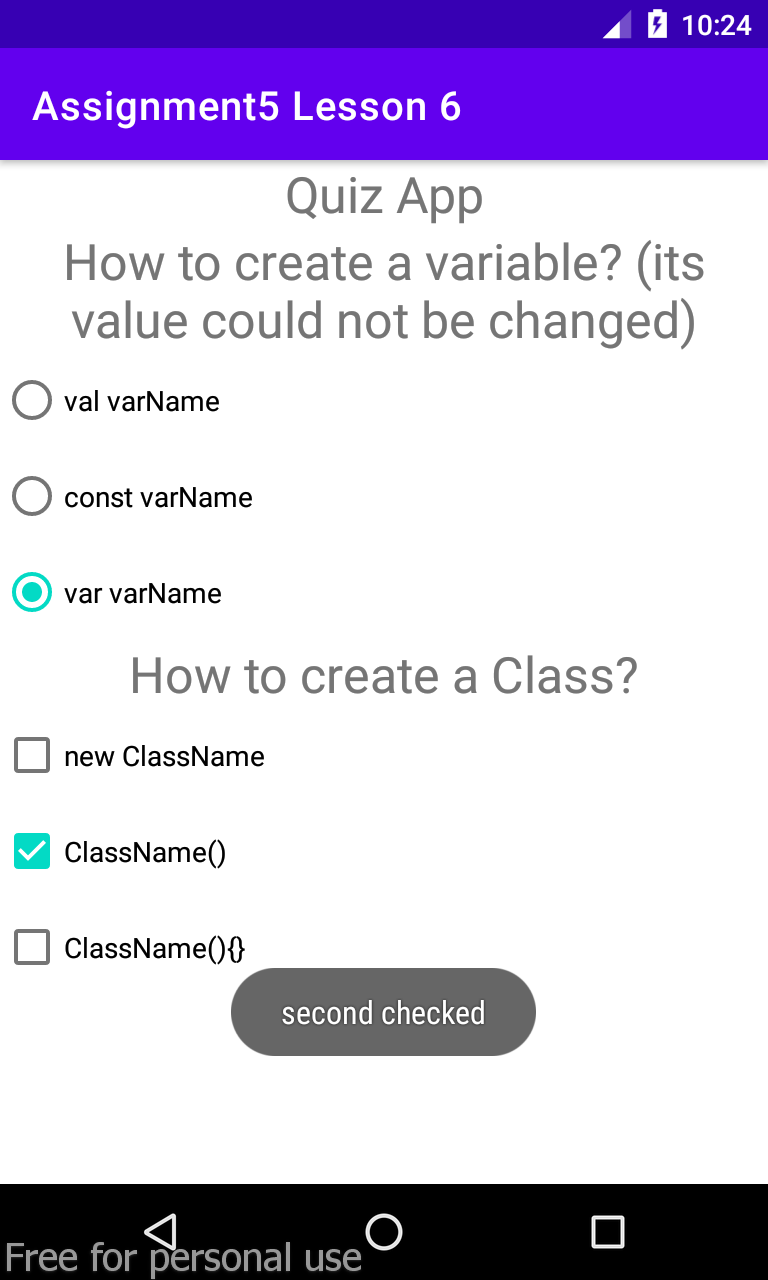 10:24
Assignment5 Lesson 6
Quiz App
How to create a variable? (its
value could not be changed)
val varName
const varName
var varName
How to create a Class?
new ClassName
ClassName()
ClassName(){}
second checked
Free for personal use